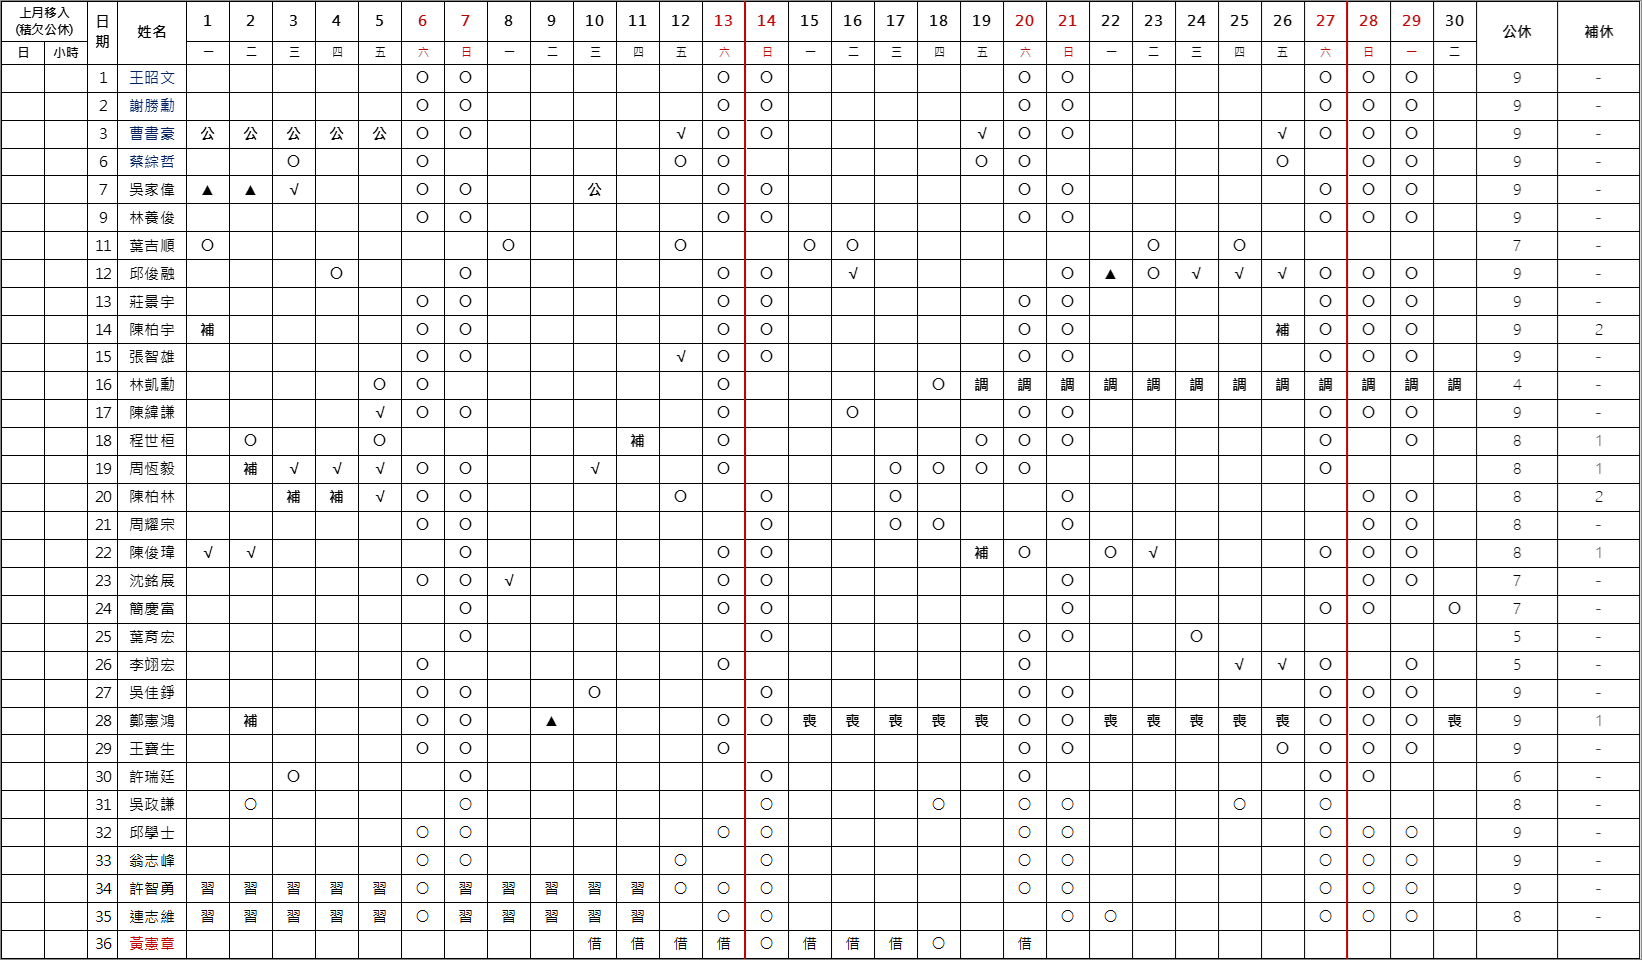 上月移入 (積欠公休) 日期 姓名 1 2 3 4 5 6 7 8 9 10 11 12 13 14 15 16 17 18 19 20 21 22 23 24 25 26 27 28 29 30 公休 補休
日 小時 一 二 三 四 五 六 日 一 二 三 四 五 六 日 一 二 三 四 五 六 日 一 二 三 四 五 六 日 一 二
1 王昭文 O O O O O O O O O 9 -
2 謝勝勳 O O O O O O O O O 9 -
3 曹書豪 公 公 公 公 公 O O √ O O √ O O √ O O O 9 -
6 蔡綜哲 O O O O O O O O O 9 -
7 吳家偉 ▲ ▲ √ O O 公 O O O O O O O 9 -
9 林養俊 O O O O O O O O O 9 -
11 葉吉順 O O O O O O O 7 -
12 邱俊融 O O O O √ O ▲ O √ √ √ O O O 9 -
13 莊景宇 O O O O O O O O O 9 -
14 陳柏宇 補 O O O O O O 補 O O O 9 2
15 張智雄 O O √ O O O O O O O 9 -
16 林凱勳 O O O O 調 調 調 調 調 調 調 調 調 調 調 調 4 -
17 陳緯謙 √ O O O O O O O O O 9 -
18 程世桓 O O 補 O O O O O O 8 1
19 周恆毅 補 √ √ √ O O √ O O O O O O 8 1
20 陳柏林 補 補 √ O O O O O O O O 8 2
21 周耀宗 O O O O O O O O 8 -
22 陳俊瑋 √ √ O O O 補 O O √ O O O 8 1
23 沈銘展 O O √ O O O O O 7 -
24 簡慶富 O O O O O O O 7 -
25 葉育宏 O O O O O 5 -
26 李翊宏 O O O √ √ O O 5 -
27 吳佳錚 O O O O O O O O O 9 -
28 鄭憲鴻 補 O O ▲ O O 喪 喪 喪 喪 喪 O O 喪 喪 喪 喪 喪 O O O 喪 9 1
29 王寶生 O O O O O O O O O 9 -
30 許瑞廷 O O O O O O 6 -
31 吳政謙 O O O O O O O O 8 -
32 邱學士 O O O O O O O O O 9 -
33 翁志峰 O O O O O O O O O 9 -
34 許智勇 習 習 習 習 習 O 習 習 習 習 習 O O O O O O O O 9 -
35 連志維 習 習 習 習 習 O 習 習 習 習 習 O O O O O O O 8 -
36 黃憲章 借 借 借 借 O 借 借 借 O 借